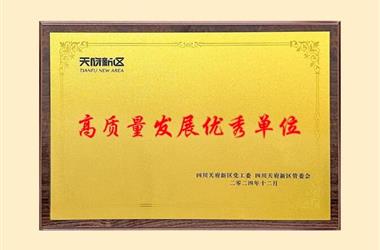 天府新区
TIANFU NEW AREA
高质量发展优秀单位
四川天府新区党工委 四川天府新区管委会
二〇二四年十二月